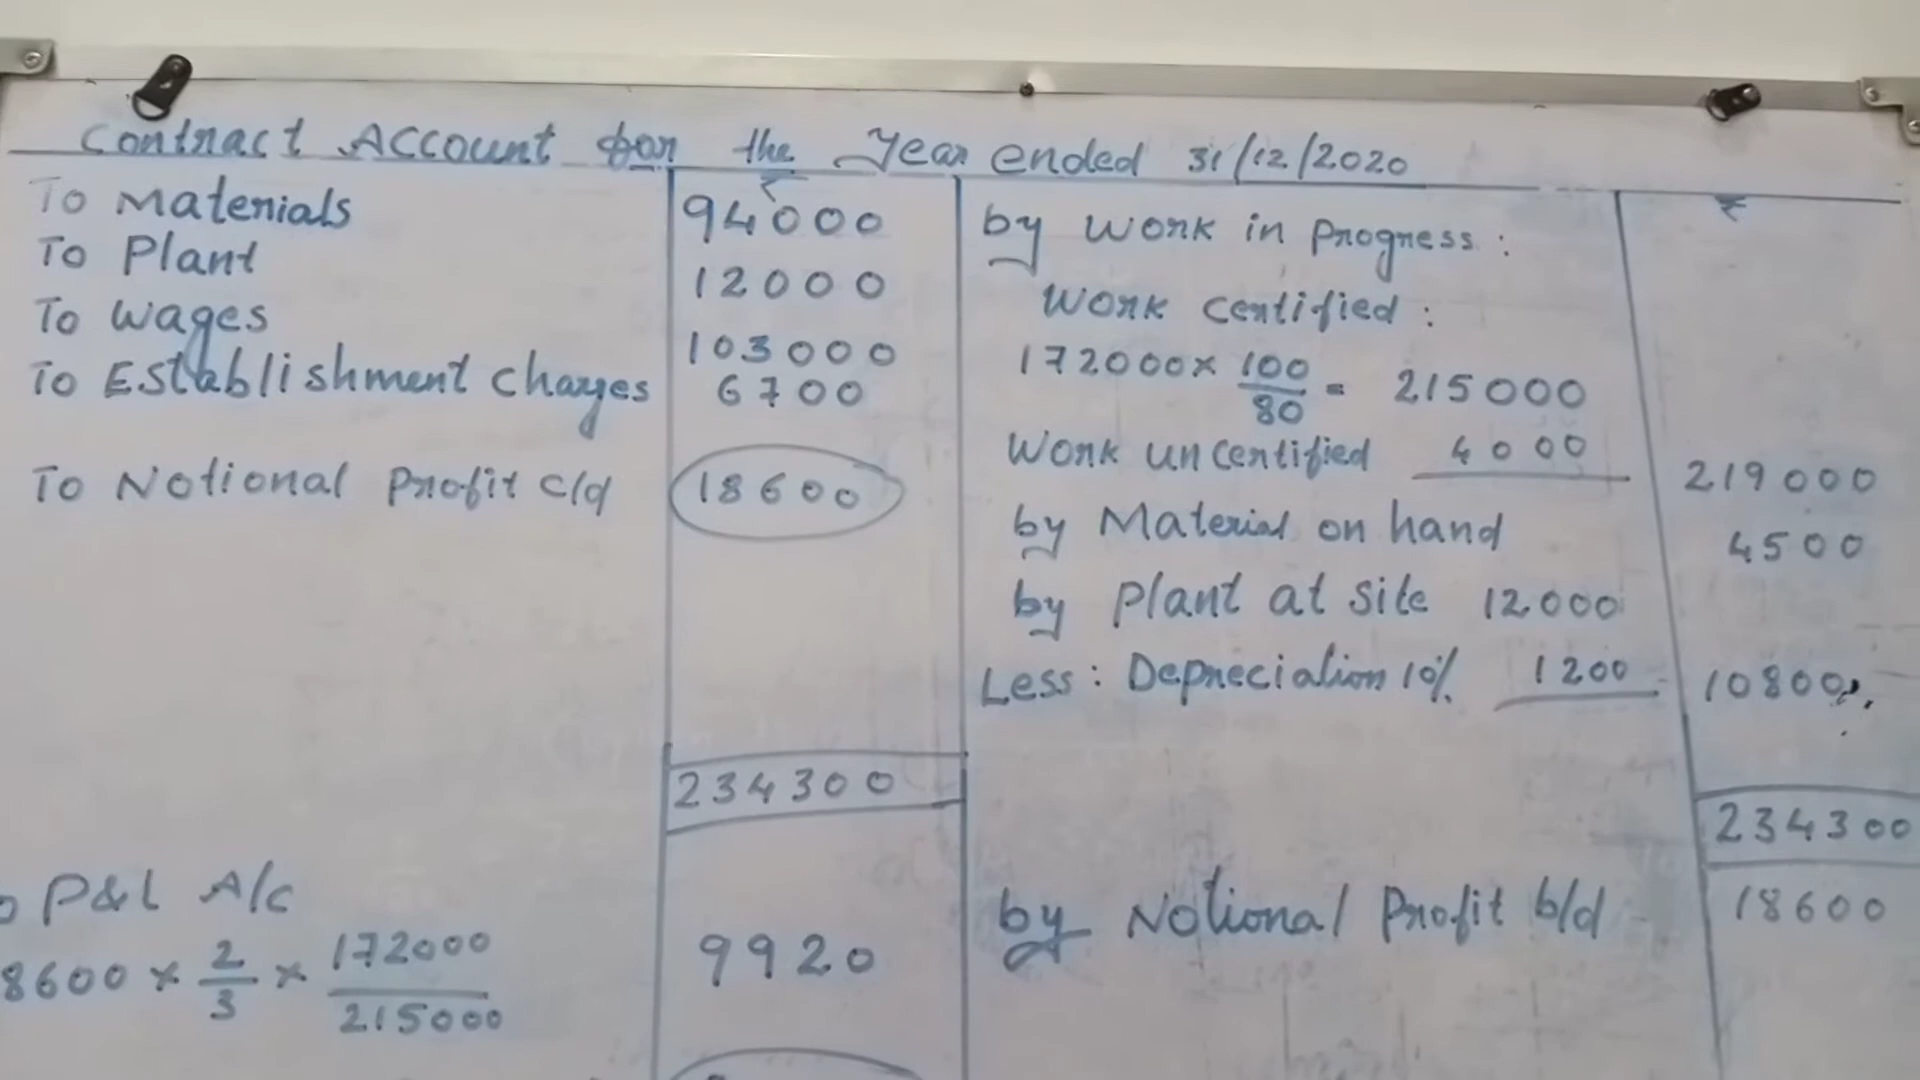 Contract Account for the Year ended 31/12/2020
₹ ₹
To Materials 94000 by Work in progress :
To Plant 12000 Work Certified :
To Wages 103000 172000 × 100/80 = 215000
To Establishment Charges 6700
Work uncertified 4000 219000
To Notional Profit c/d 18600 by Material on hand 4500
by Plant at site 12000
Less : Depreciation 10% 1200 10800
234300 234300
P&L A/c by Notional Profit b/d 18600
8600 × 2/3 × 172000/215000 9920